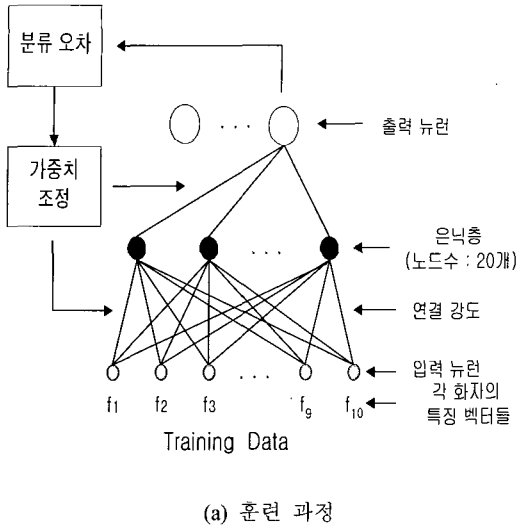 분류 오차
가중치
조정
. . .
출력 뉴런
. . .
은닉층
(노드수 : 20개)
연결 강도
. . .
입력 뉴런
f1 f2 f3 f9 f10
각 화자의
특징 벡터들
Training Data
(a) 훈련 과정